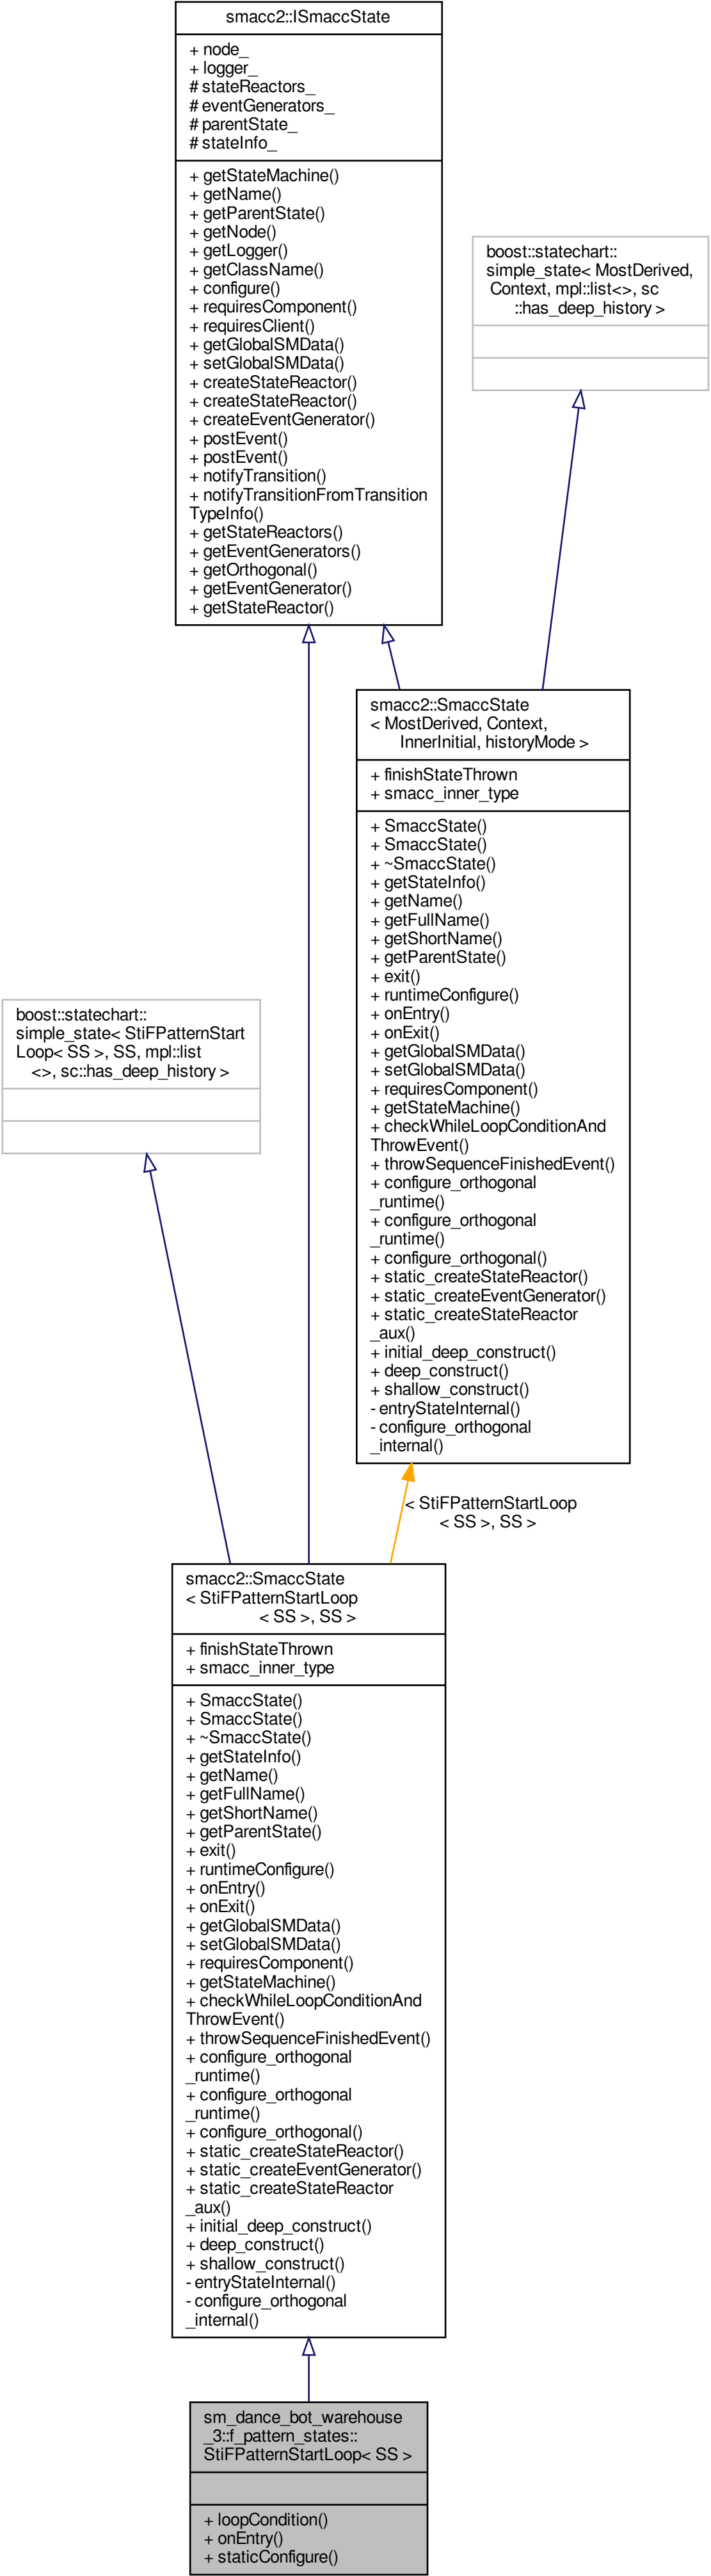 smacc2::ISmaccState
+ node_
+ logger_
# stateReactors_
# eventGenerators_
# parentState_
# stateInfo_
+ getStateMachine()
+ getName()
+ getParentState()
+ getNode()
+ getLogger()
+ getClassName()
+ configure()
+ requiresComponent()
+ requiresClient()
+ getGlobalSMData()
+ setGlobalSMData()
+ createStateReactor()
+ createStateReactor()
+ createEventGenerator()
+ postEvent()
+ postEvent()
+ notifyTransition()
+ notifyTransitionFromTransition
TypeInfo()
+ getStateReactors()
+ getEventGenerators()
+ getOrthogonal()
+ getEventGenerator()
+ getStateReactor()
boost::statechart::
simple_state< MostDerived,
Context, mpl::list<>, sc
::has_deep_history >
smacc2::SmaccState
< MostDerived, Context,
InnerInitial, historyMode >
+ finishStateThrown
+ smacc_inner_type
+ SmaccState()
+ SmaccState()
+ ~SmaccState()
+ getStateInfo()
+ getName()
+ getFullName()
+ getShortName()
+ getParentState()
+ exit()
+ runtimeConfigure()
+ onEntry()
+ onExit()
+ getGlobalSMData()
+ setGlobalSMData()
+ requiresComponent()
+ getStateMachine()
+ checkWhileLoopConditionAnd
ThrowEvent()
+ throwSequenceFinishedEvent()
+ configure_orthogonal
_runtime()
+ configure_orthogonal
_runtime()
+ configure_orthogonal()
+ static_createStateReactor()
+ static_createEventGenerator()
+ static_createStateReactor
_aux()
+ initial_deep_construct()
+ deep_construct()
+ shallow_construct()
- entryStateInternal()
- configure_orthogonal
_internal()
boost::statechart::
simple_state< StiFPatternStart
Loop< SS >, SS, mpl::list
<>, sc::has_deep_history >
< StiFPatternStartLoop
< SS >, SS >
smacc2::SmaccState
< StiFPatternStartLoop
< SS >, SS >
+ finishStateThrown
+ smacc_inner_type
+ SmaccState()
+ SmaccState()
+ ~SmaccState()
+ getStateInfo()
+ getName()
+ getFullName()
+ getShortName()
+ getParentState()
+ exit()
+ runtimeConfigure()
+ onEntry()
+ onExit()
+ getGlobalSMData()
+ setGlobalSMData()
+ requiresComponent()
+ getStateMachine()
+ checkWhileLoopConditionAnd
ThrowEvent()
+ throwSequenceFinishedEvent()
+ configure_orthogonal
_runtime()
+ configure_orthogonal
_runtime()
+ configure_orthogonal()
+ static_createStateReactor()
+ static_createEventGenerator()
+ static_createStateReactor
_aux()
+ initial_deep_construct()
+ deep_construct()
+ shallow_construct()
- entryStateInternal()
- configure_orthogonal
_internal()
sm_dance_bot_warehouse
_3::f_pattern_states::
StiFPatternStartLoop< SS >
+ loopCondition()
+ onEntry()
+ staticConfigure()